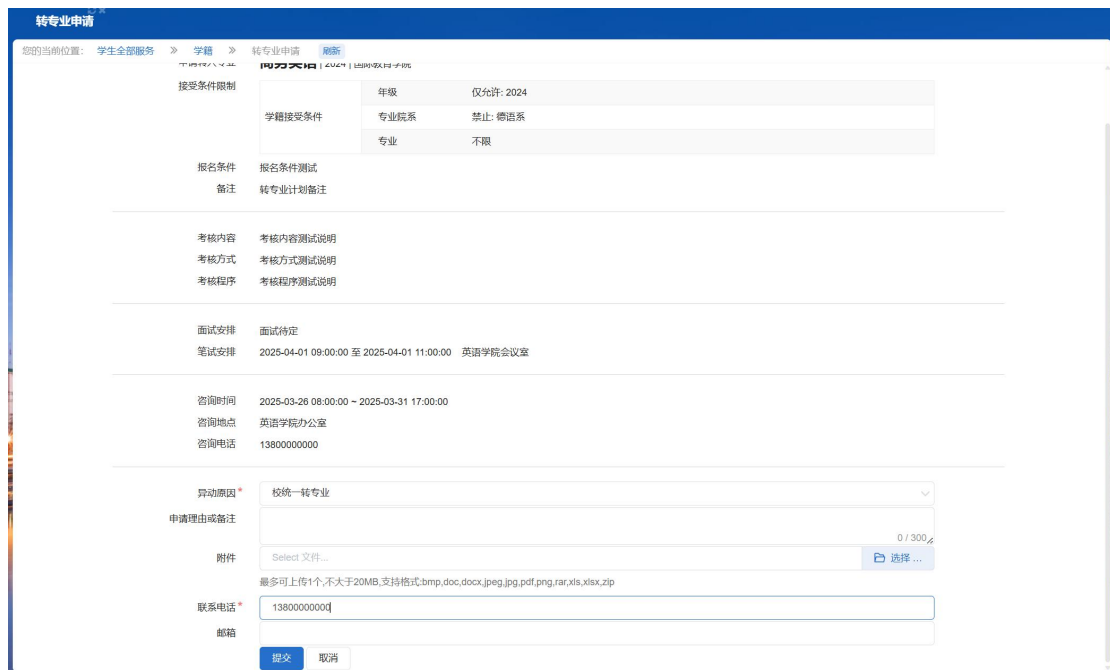 转专业申请
您的当前位置: 学生全部服务 » 学籍 » 转专业申请 刷新
申请转入专业 商务英语 | 2024 | 国际教育学院
接受条件限制
学籍接受条件
年级 仅允许: 2024
专业院系 禁止: 德语系
专业 不限
报名条件 报名条件测试
备注 转专业计划备注
考核内容 考核内容测试说明
考核方式 考核方式测试说明
考核程序 考核程序测试说明
面试安排 面试待定
笔试安排 2025-04-01 09:00:00 至 2025-04-01 11:00:00 英语学院会议室
咨询时间 2025-03-26 08:00:00 ~ 2025-03-31 17:00:00
咨询地点 英语学院办公室
咨询电话 13800000000
异动原因* 校统一转专业
申请理由或备注
0 / 300
附件 Select 文件... 选择 ...
最多可上传1个,不大于20MB,支持格式:bmp,doc,docx,jpeg,jpg,pdf,png,rar,xls,xlsx,zip
联系电话* 13800000000
邮箱
提交 取消